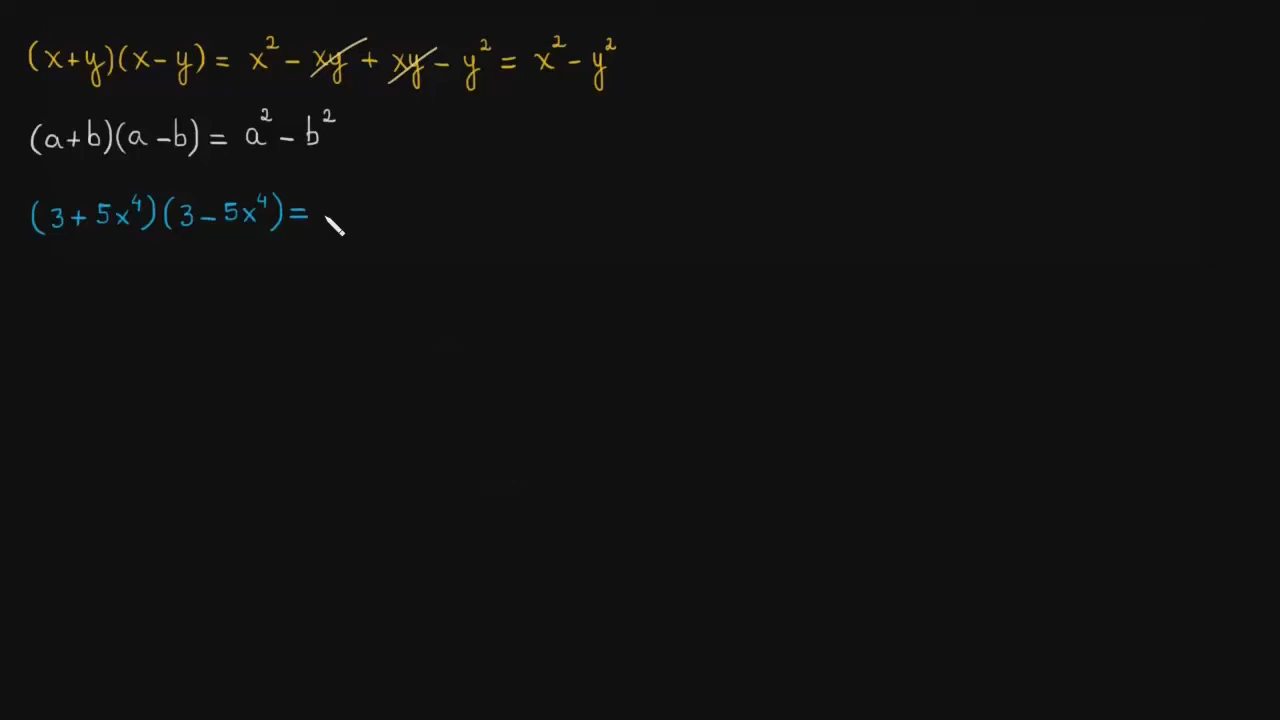 (x+y)(x-y) = x² - xy + xy - y² = x² - y²
(a+b)(a-b) = a² - b²
(3+5x⁴)(3-5x⁴) =